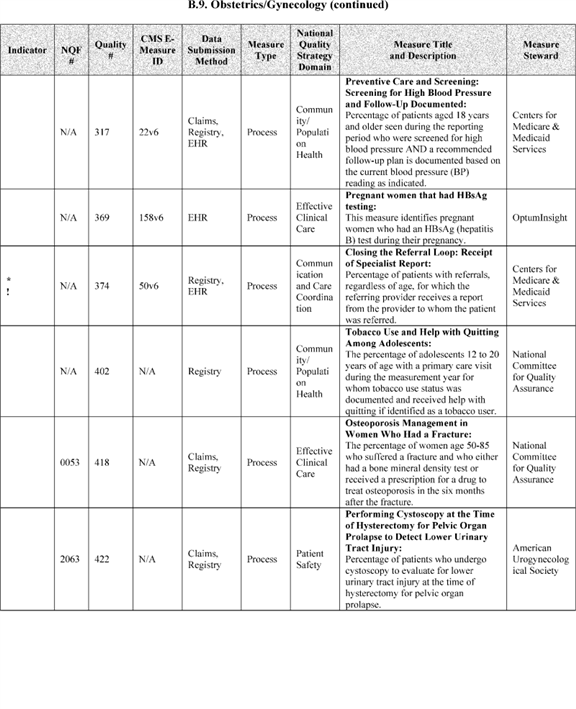 B.9. Obstetrics/Gynecology (continued)
Indicator
NQF
#
Quality
#
CMS E-
Measure
ID
Data
Submission
Method
Measure
Type
National
Quality
Strategy
Domain
Measure Title
and Description
Measure
Steward
N/A
317
22v6
Claims,
Registry,
EHR
Process
Commun
ity/
Populati
on
Health
Preventive Care and Screening:
Screening for High Blood Pressure
and Follow-Up Documented:
Percentage of patients aged 18 years
and older seen during the reporting
period who were screened for high
blood pressure AND a recommended
follow-up plan is documented based on
the current blood pressure (BP)
reading as indicated.
Centers for
Medicare &
Medicaid
Services
N/A
369
158v6
EHR
Process
Effective
Clinical
Care
Pregnant women that had HBsAg
testing:
This measure identifies pregnant
women who had an HBsAg (hepatitis
B) test during their pregnancy.
OptumInsight
*
!
N/A
374
50v6
Registry,
EHR
Process
Commun
ication
and Care
Coordina
tion
Closing the Referral Loop: Receipt
of Specialist Report:
Percentage of patients with referrals,
regardless of age, for which the
referring provider receives a report
from the provider to whom the patient
was referred.
Centers for
Medicare &
Medicaid
Services
N/A
402
N/A
Registry
Process
Commun
ity/
Populati
on
Health
Tobacco Use and Help with Quitting
Among Adolescents:
The percentage of adolescents 12 to 20
years of age with a primary care visit
during the measurement year for
whom tobacco use status was
documented and received help with
quitting if identified as a tobacco user.
National
Committee
for Quality
Assurance
0053
418
N/A
Claims,
Registry
Process
Effective
Clinical
Care
Osteoporosis Management in
Women Who Had a Fracture:
The percentage of women age 50-85
who suffered a fracture and who either
had a bone mineral density test or
received a prescription for a drug to
treat osteoporosis in the six months
after the fracture.
National
Committee
for Quality
Assurance
2063
422
N/A
Claims,
Registry
Process
Patient
Safety
Performing Cystoscopy at the Time
of Hysterectomy for Pelvic Organ
Prolapse to Detect Lower Urinary
Tract Injury:
Percentage of patients who undergo
cystoscopy to evaluate for lower
urinary tract injury at the time of
hysterectomy for pelvic organ
prolapse.
American
Urogynecolog
ical Society